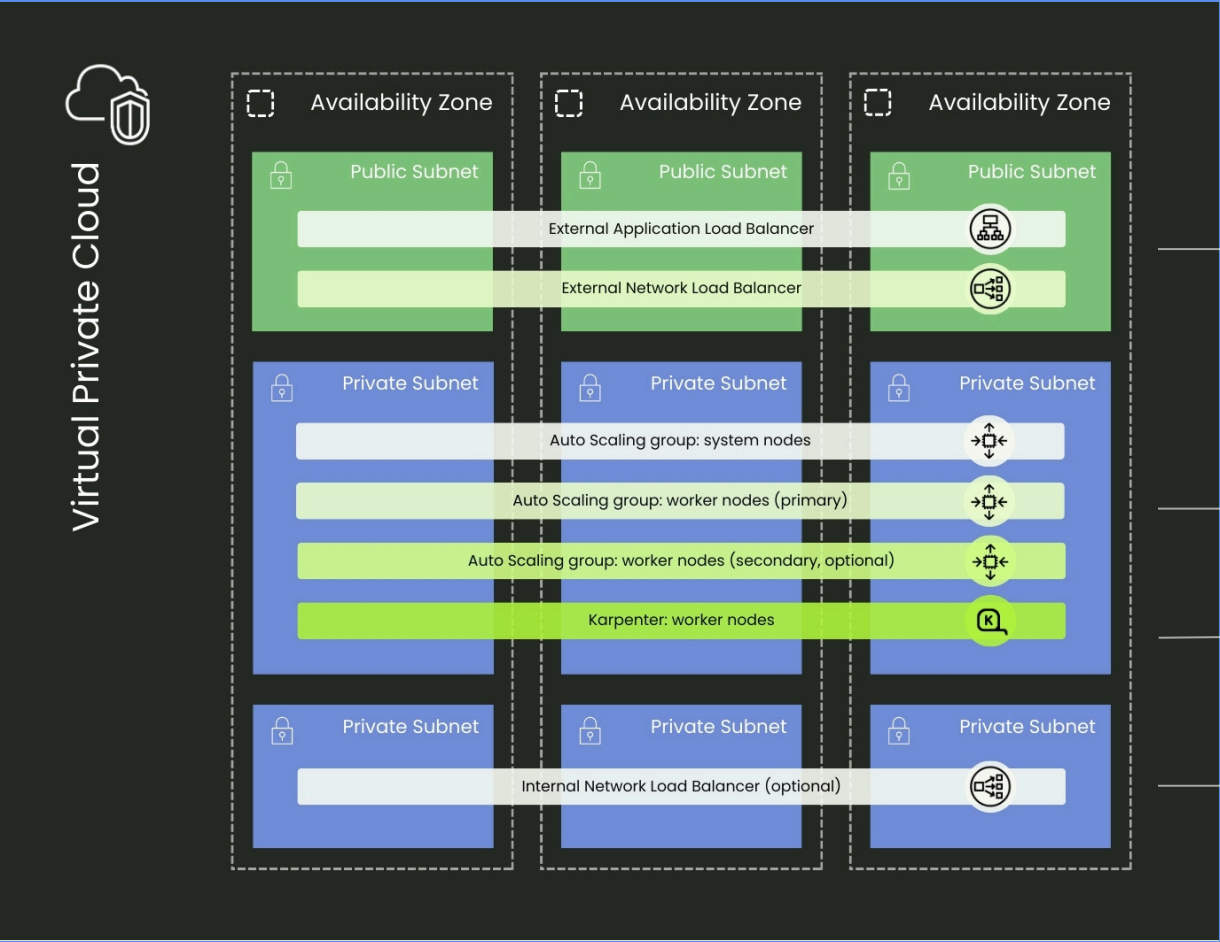 Virtual Private Cloud
Availability Zone
Availability Zone
Availability Zone
Public Subnet
Public Subnet
Public Subnet
External Application Load Balancer
External Network Load Balancer
Private Subnet
Private Subnet
Private Subnet
Auto Scaling group: system nodes
Auto Scaling group: worker nodes (primary)
Auto Scaling group: worker nodes (secondary, optional)
Karpenter: worker nodes
K
Private Subnet
Private Subnet
Private Subnet
Internal Network Load Balancer (optional)